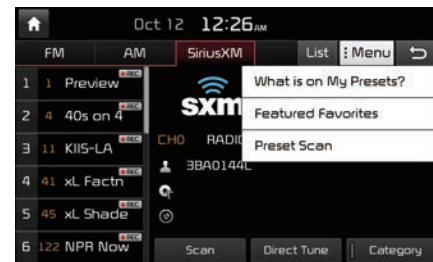 Oct 12 12:26 AM
FM AM SiriusXM List Menu
1 1 Preview REC
2 4 40s on 4 REC
3 11 KIIS-LA REC
4 41 xL Factn REC
5 45 xL Shade REC
6 122 NPR Now REC
sxm
CH0 RADIO
3BA0144L
What is on My Presets?
Featured Favorites
Preset Scan
Scan Direct Tune Category